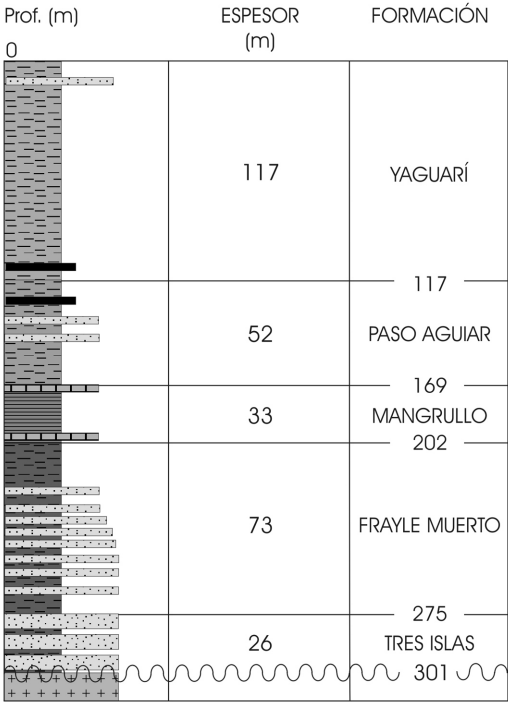 Prof. (m) ESPESOR FORMACIÓN
(m)
0
117 YAGUARÍ
117
52 PASO AGUIAR
169
33 MANGRULLO
202
73 FRAYLE MUERTO
275
26 TRES ISLAS
301